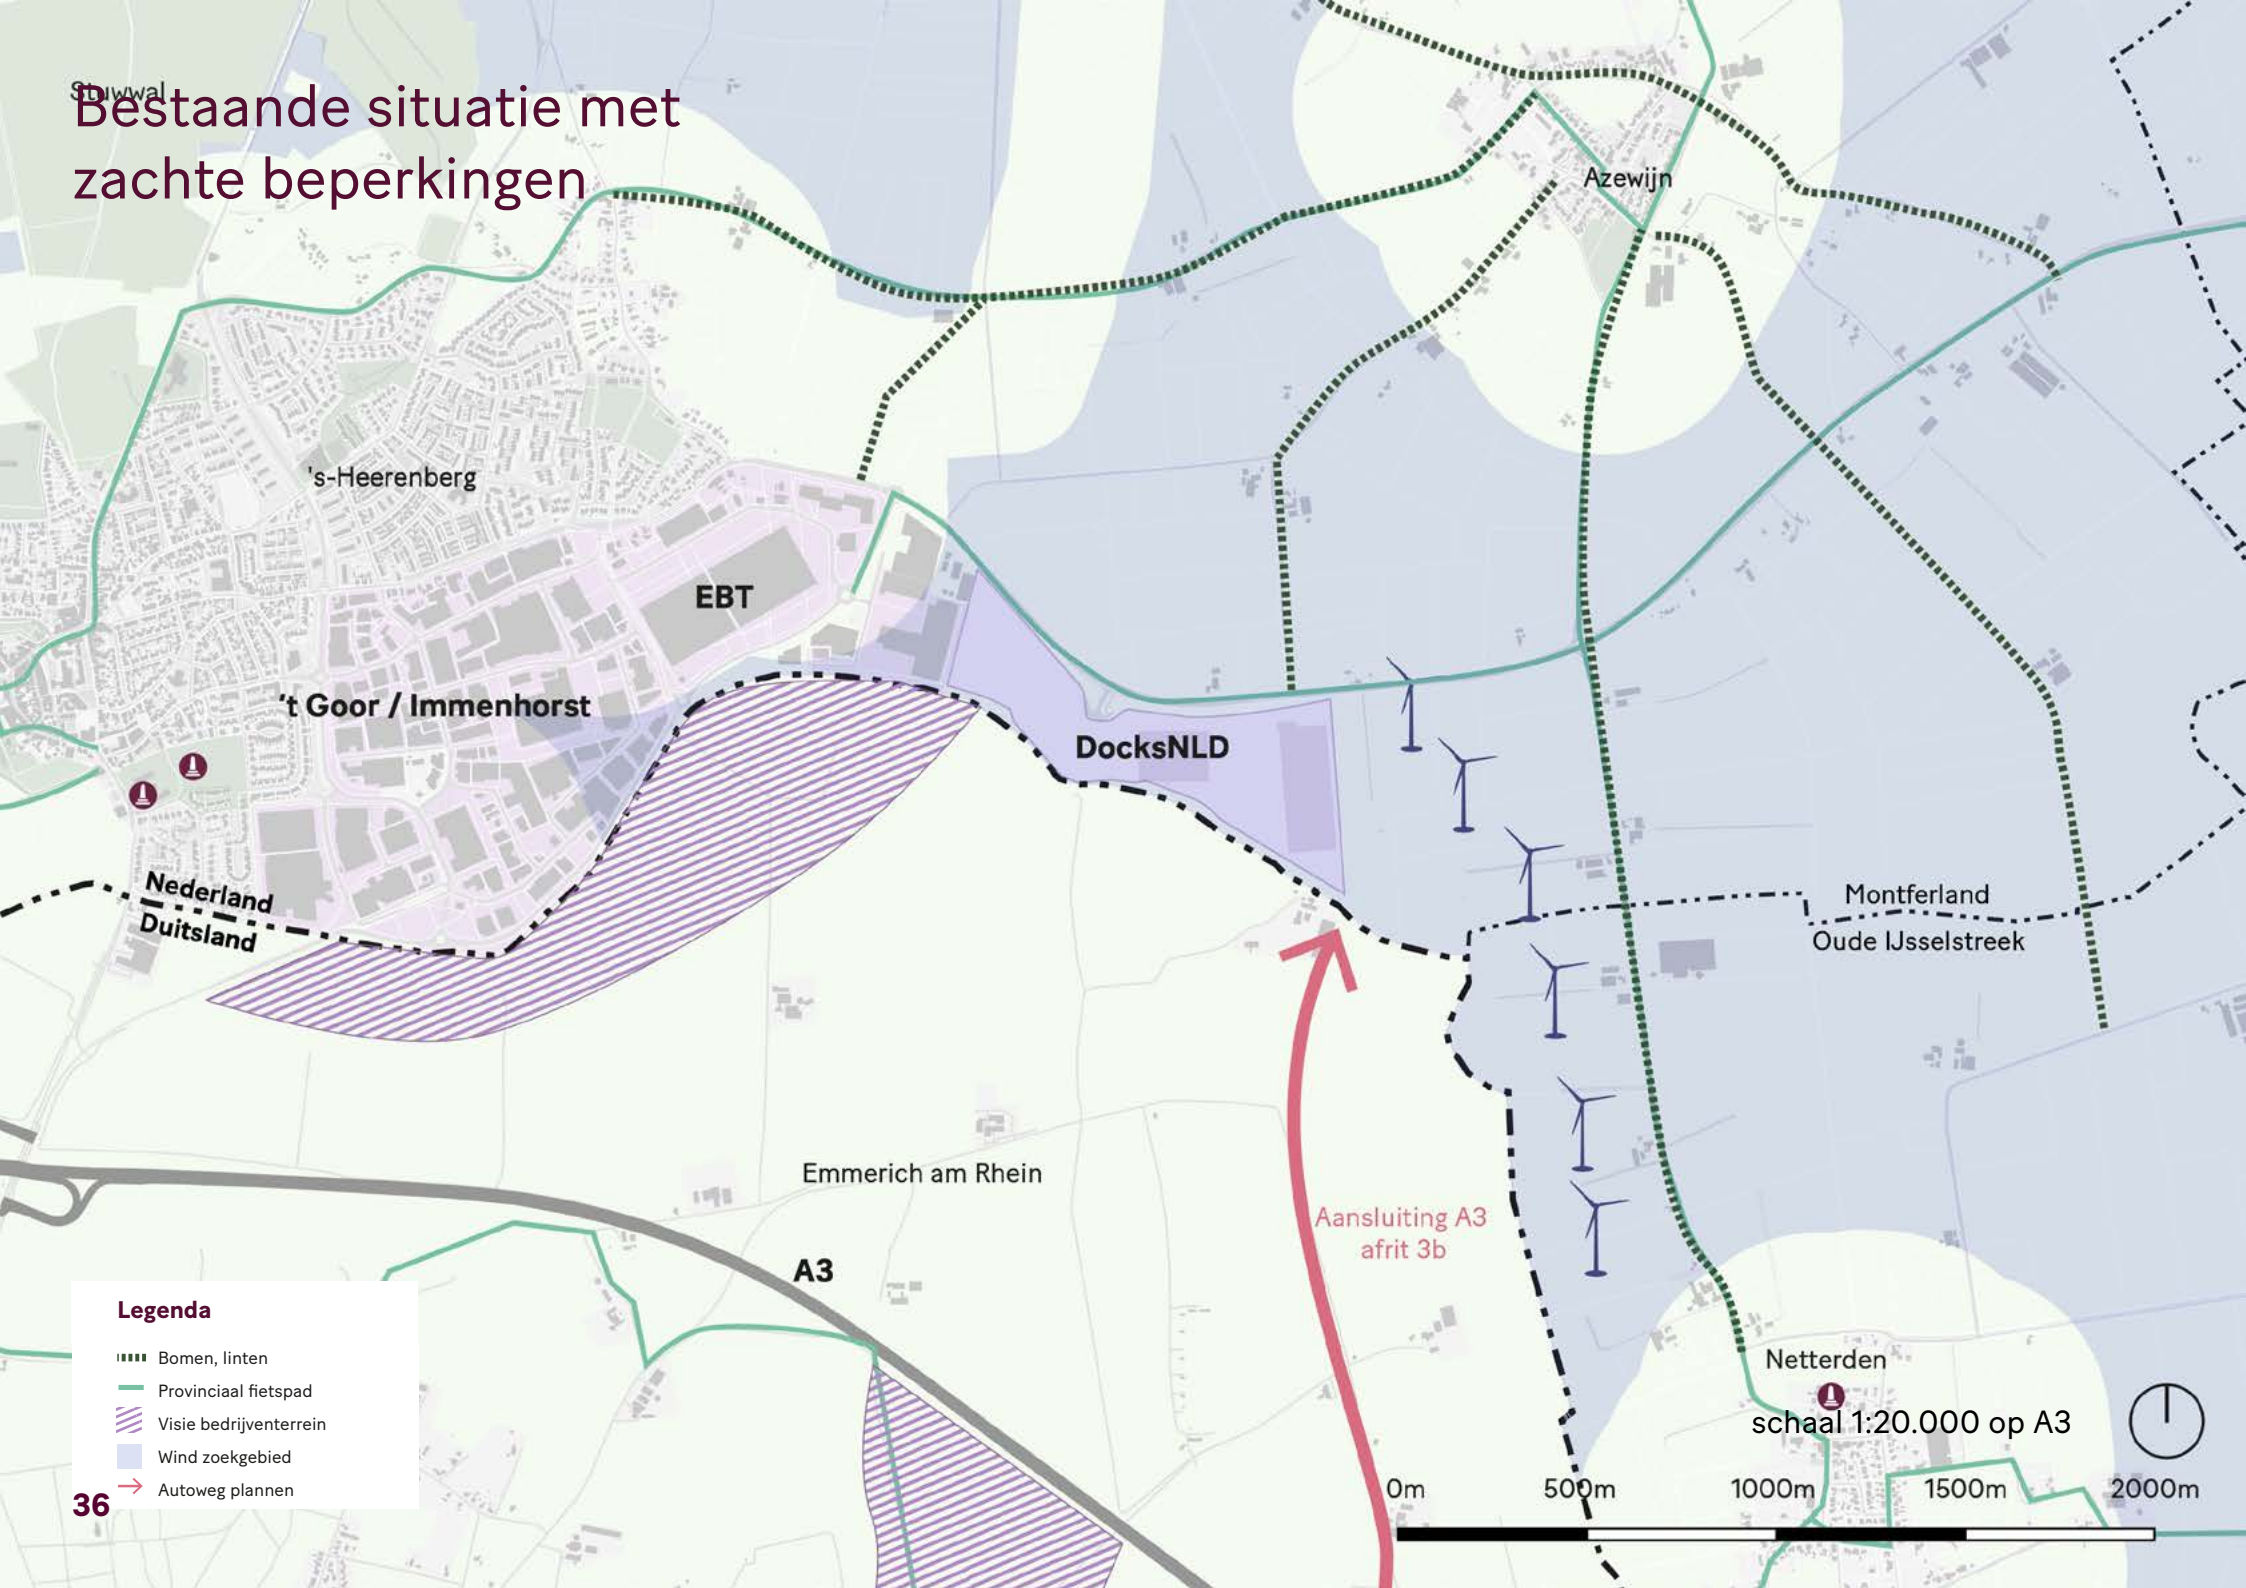 Stuwwal
Bestaande situatie met
zachte beperkingen
Azewijn
's-Heerenberg
EBT
't Goor / Immenhorst
DocksNLD
Nederland
Duitsland
Montferland
Oude IJsselstreek
Emmerich am Rhein
Aansluiting A3
afrit 3b
A3
Legenda
Bomen, linten
Provinciaal fietspad
Visie bedrijventerrein
Wind zoekgebied
Autoweg plannen
36
Netterden
schaal 1:20.000 op A3
0m 500m 1000m 1500m 2000m